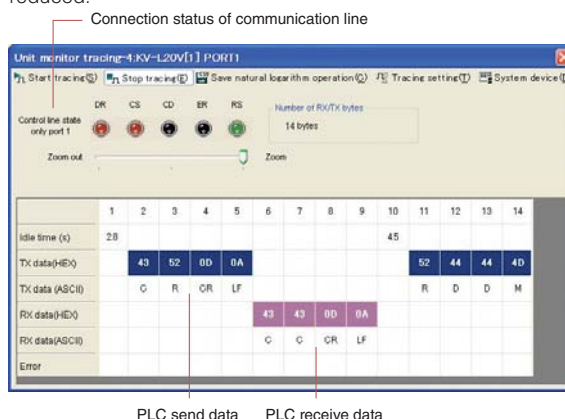 reduced.
Connection status of communication line
Unit monitor tracing-4:KV-L20V[1] PORT1
Start tracing(S) Stop tracing(E) Save natural logarithm operation(Q) Tracing setting(T) System device(
DR CS CD ER RS
Number of RX/TX bytes
Control line state
only port 1
14 bytes
Zoom out Zoom
1 2 3 4 5 6 7 8 9 10 11 12 13 14
Idle time (s) 28 45
TX data(HEX) 43 52 0D 0A 52 44 44 4D
TX data (ASCII) C R CR LF R D D M
RX data(HEX) 43 43 0D 0A
RX data(ASCII) C C CR LF
Error
PLC send data PLC receive data